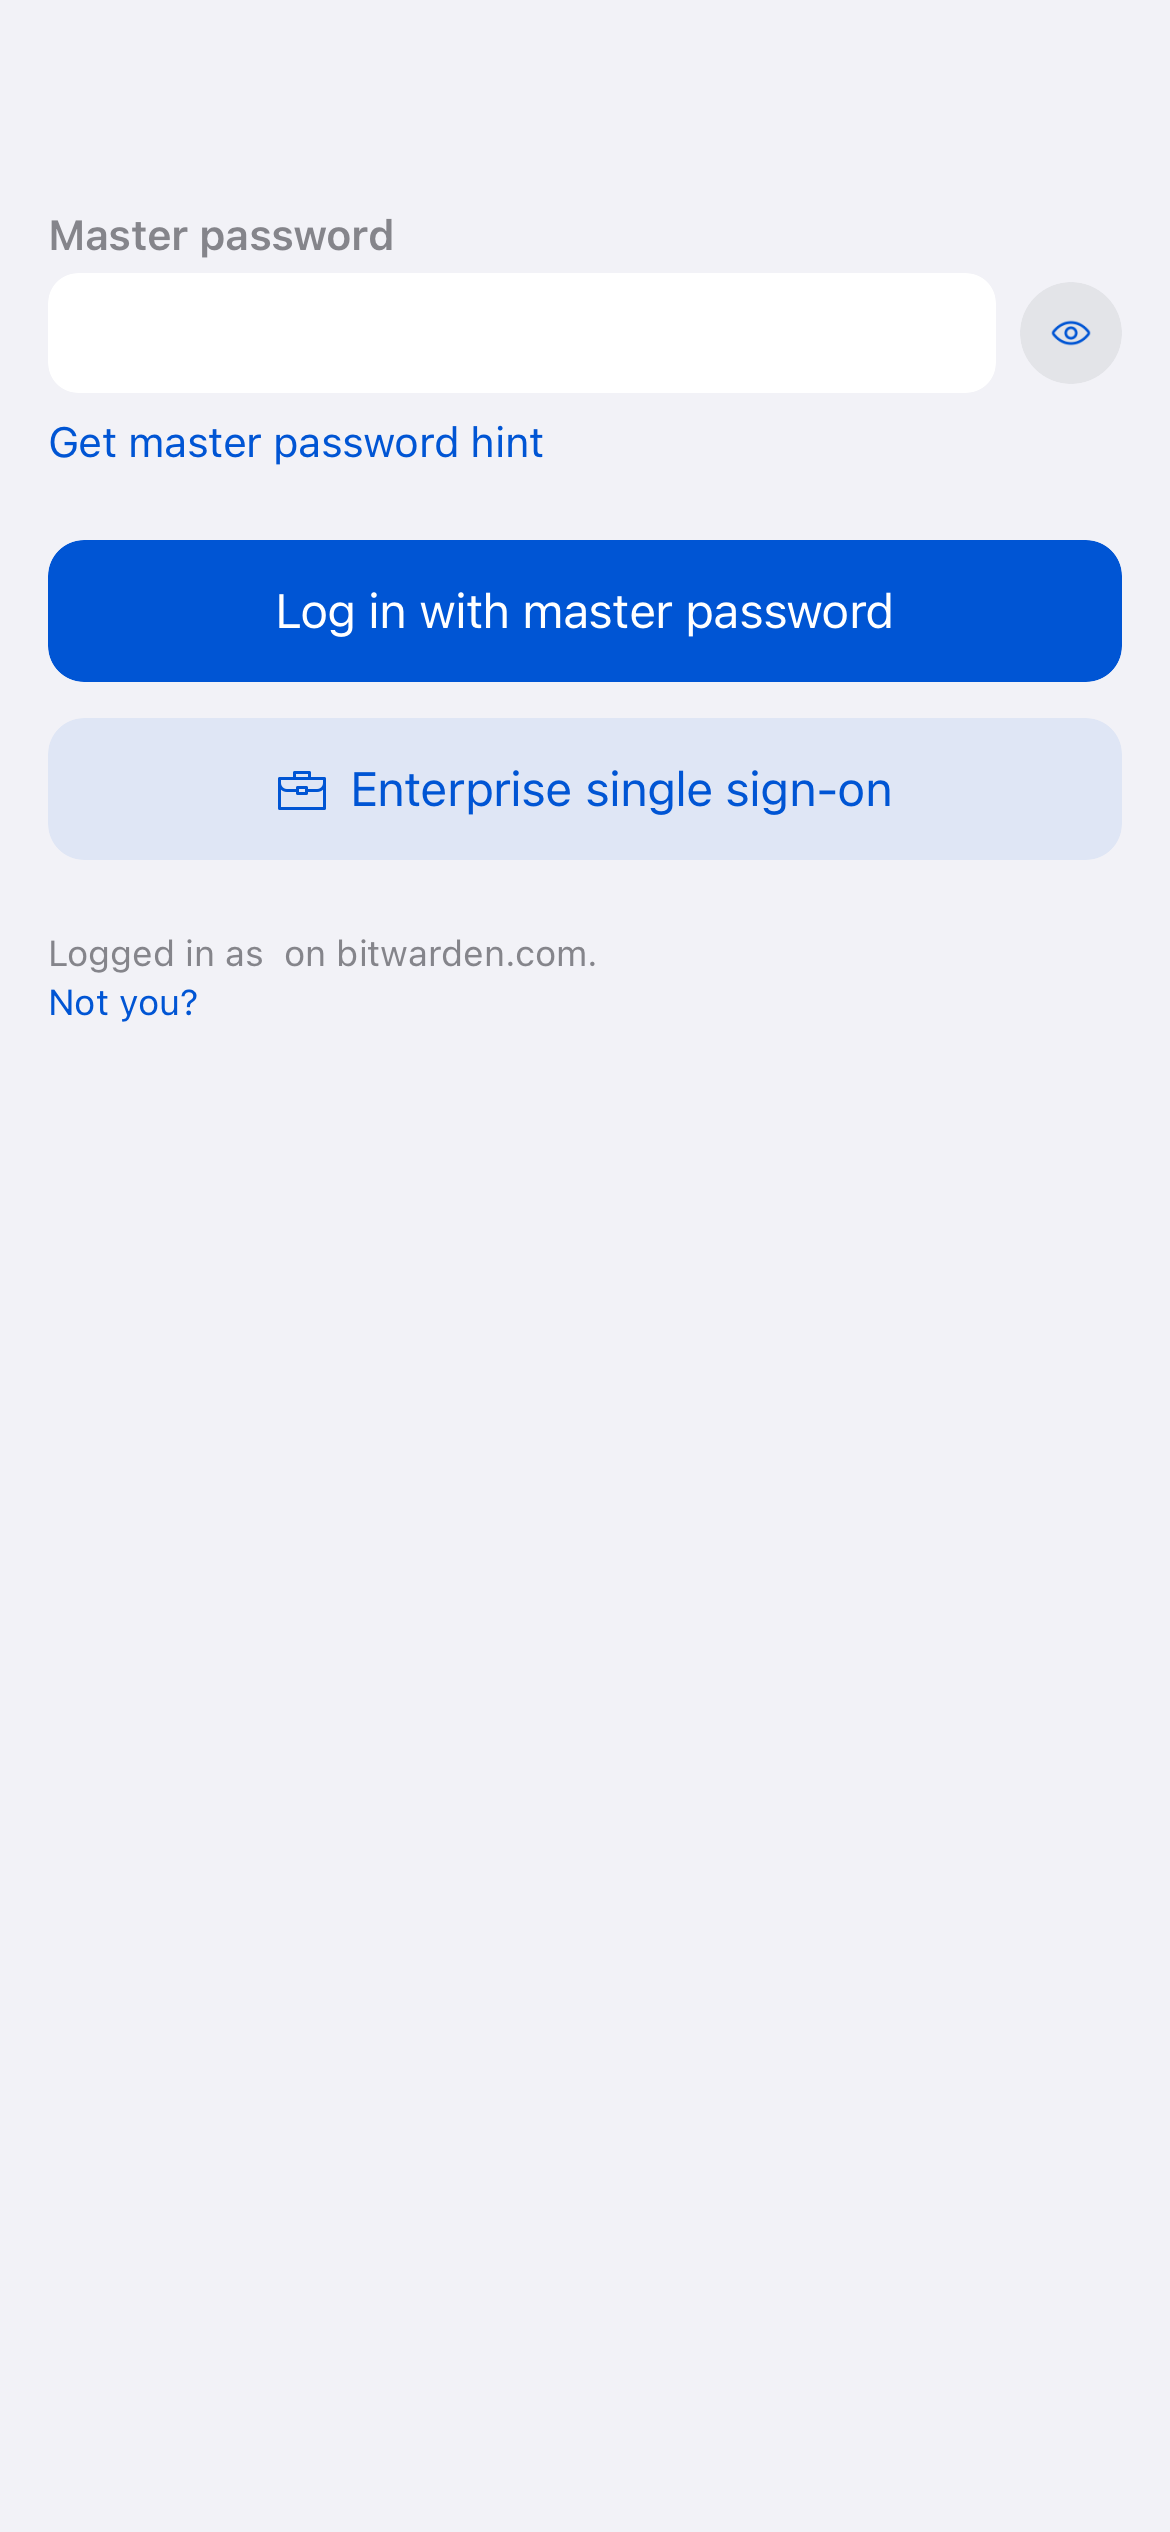 Master password
Get master password hint
Log in with master password
Enterprise single sign-on
Logged in as  on bitwarden.com.
Not you?